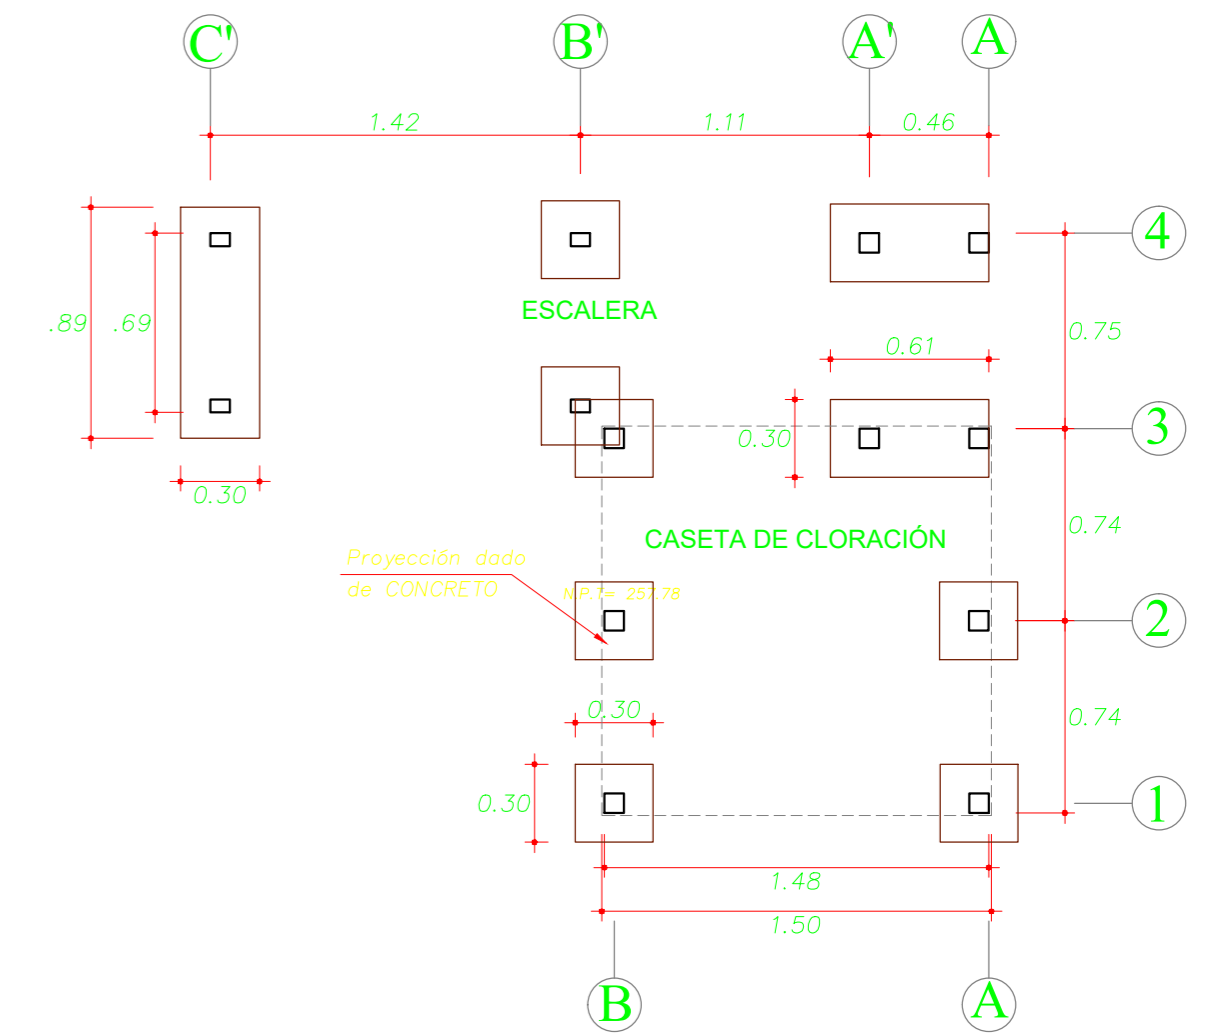 C'
B'
A'
A
1.42
1.11
0.46
4
.89
.69
ESCALERA
0.75
0.61
3
0.30
0.30
CASETA DE CLORACIÓN
0.74
Proyección dado
de CONCRETO
N.P.T= 257.78
2
0.30
0.74
0.30
1
1.48
1.50
B
A